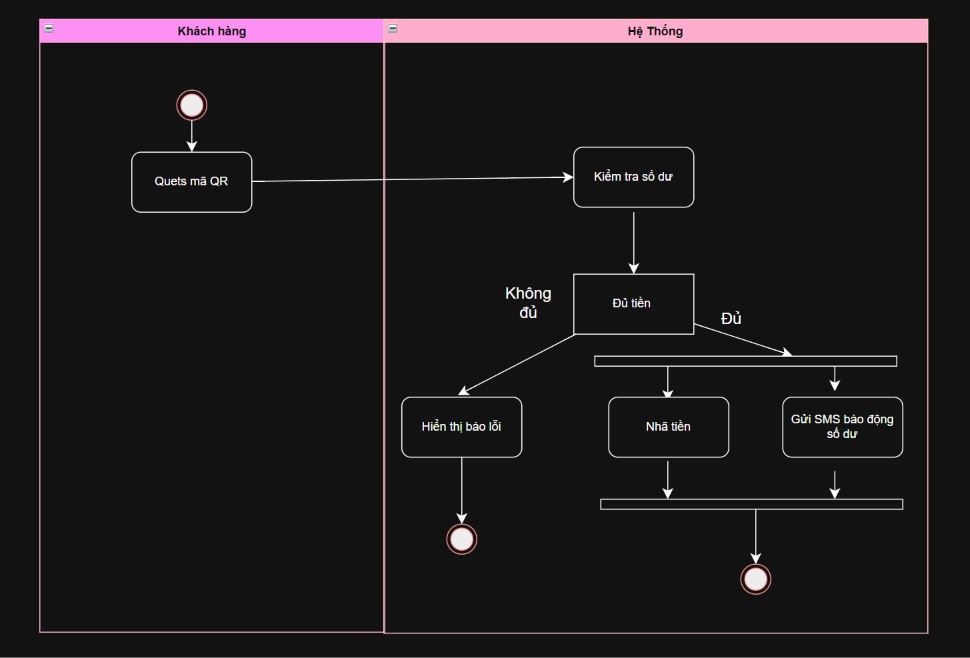 Khách hàng
Hệ Thống
Quets mã QR
Kiểm tra số dư
Đủ tiền
Không
đủ
Đủ
Hiển thị báo lỗi
Nhã tiền
Gửi SMS báo động
số dư